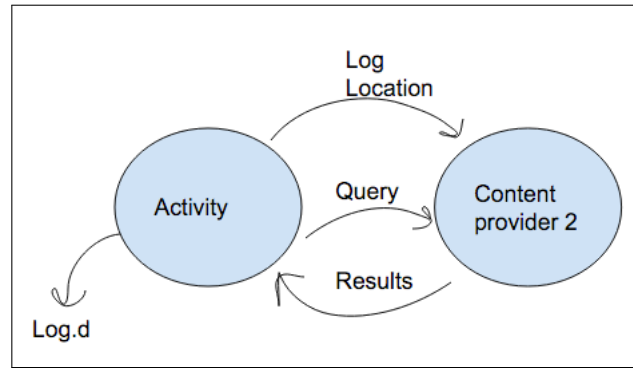 Log
Location
Activity
Query
Content
provider 2
Results
Log.d